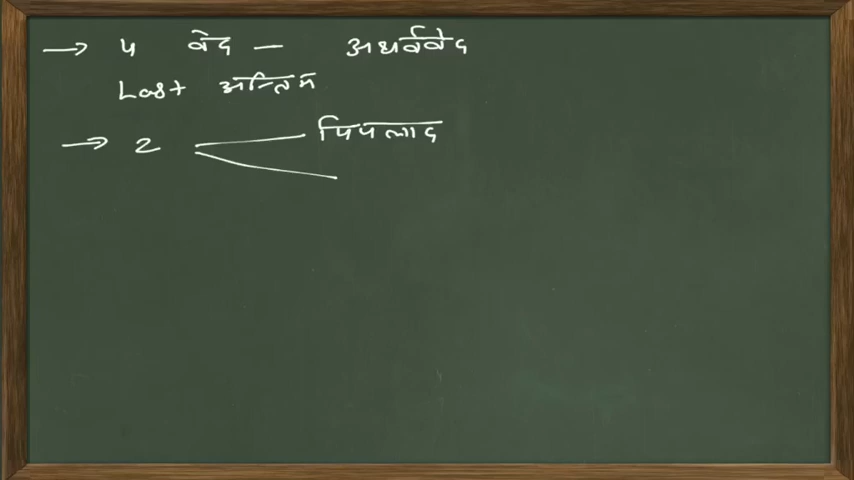 → 4 वेद — अथर्ववेद
Last अन्तिम
→ 2 पिपलाद